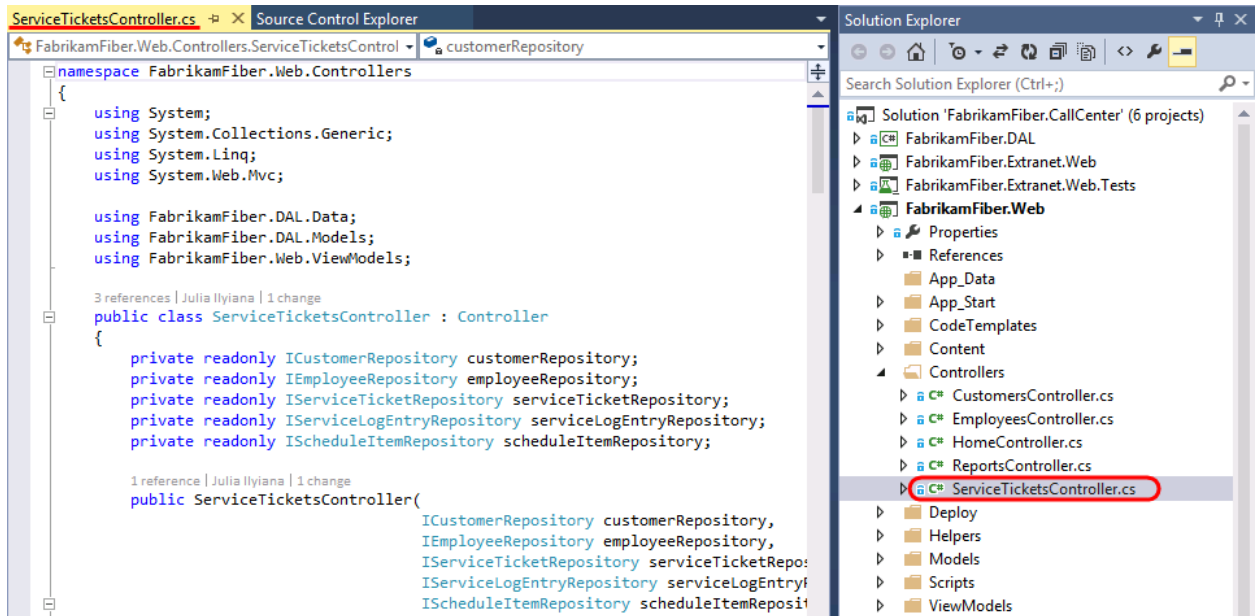 ServiceTicketsController.cs
Source Control Explorer
FabrikamFiber.Web.Controllers.ServiceTicketsControl
customerRepository
namespace FabrikamFiber.Web.Controllers
{
using System;
using System.Collections.Generic;
using System.Linq;
using System.Web.Mvc;
using FabrikamFiber.DAL.Data;
using FabrikamFiber.DAL.Models;
using FabrikamFiber.Web.ViewModels;
3 references | Julia Ilyiana | 1 change
public class ServiceTicketsController : Controller
{
private readonly ICustomerRepository customerRepository;
private readonly IEmployeeRepository employeeRepository;
private readonly IServiceTicketRepository serviceTicketRepository;
private readonly IServiceLogEntryRepository serviceLogEntryRepository;
private readonly IScheduleItemRepository scheduleItemRepository;
1 reference | Julia Ilyiana | 1 change
public ServiceTicketsController(
ICustomerRepository customerRepository,
IEmployeeRepository employeeRepository,
IServiceTicketRepository serviceTicketRepos
IServiceLogEntryRepository serviceLogEntryR
IScheduleItemRepository scheduleItemReposit
Solution Explorer
Search Solution Explorer (Ctrl+;)
Solution 'FabrikamFiber.CallCenter' (6 projects)
C# FabrikamFiber.DAL
FabrikamFiber.Extranet.Web
FabrikamFiber.Extranet.Web.Tests
FabrikamFiber.Web
Properties
References
App_Data
App_Start
CodeTemplates
Content
Controllers
C# CustomersController.cs
C# EmployeesController.cs
C# HomeController.cs
C# ReportsController.cs
C# ServiceTicketsController.cs
Deploy
Helpers
Models
Scripts
ViewModels